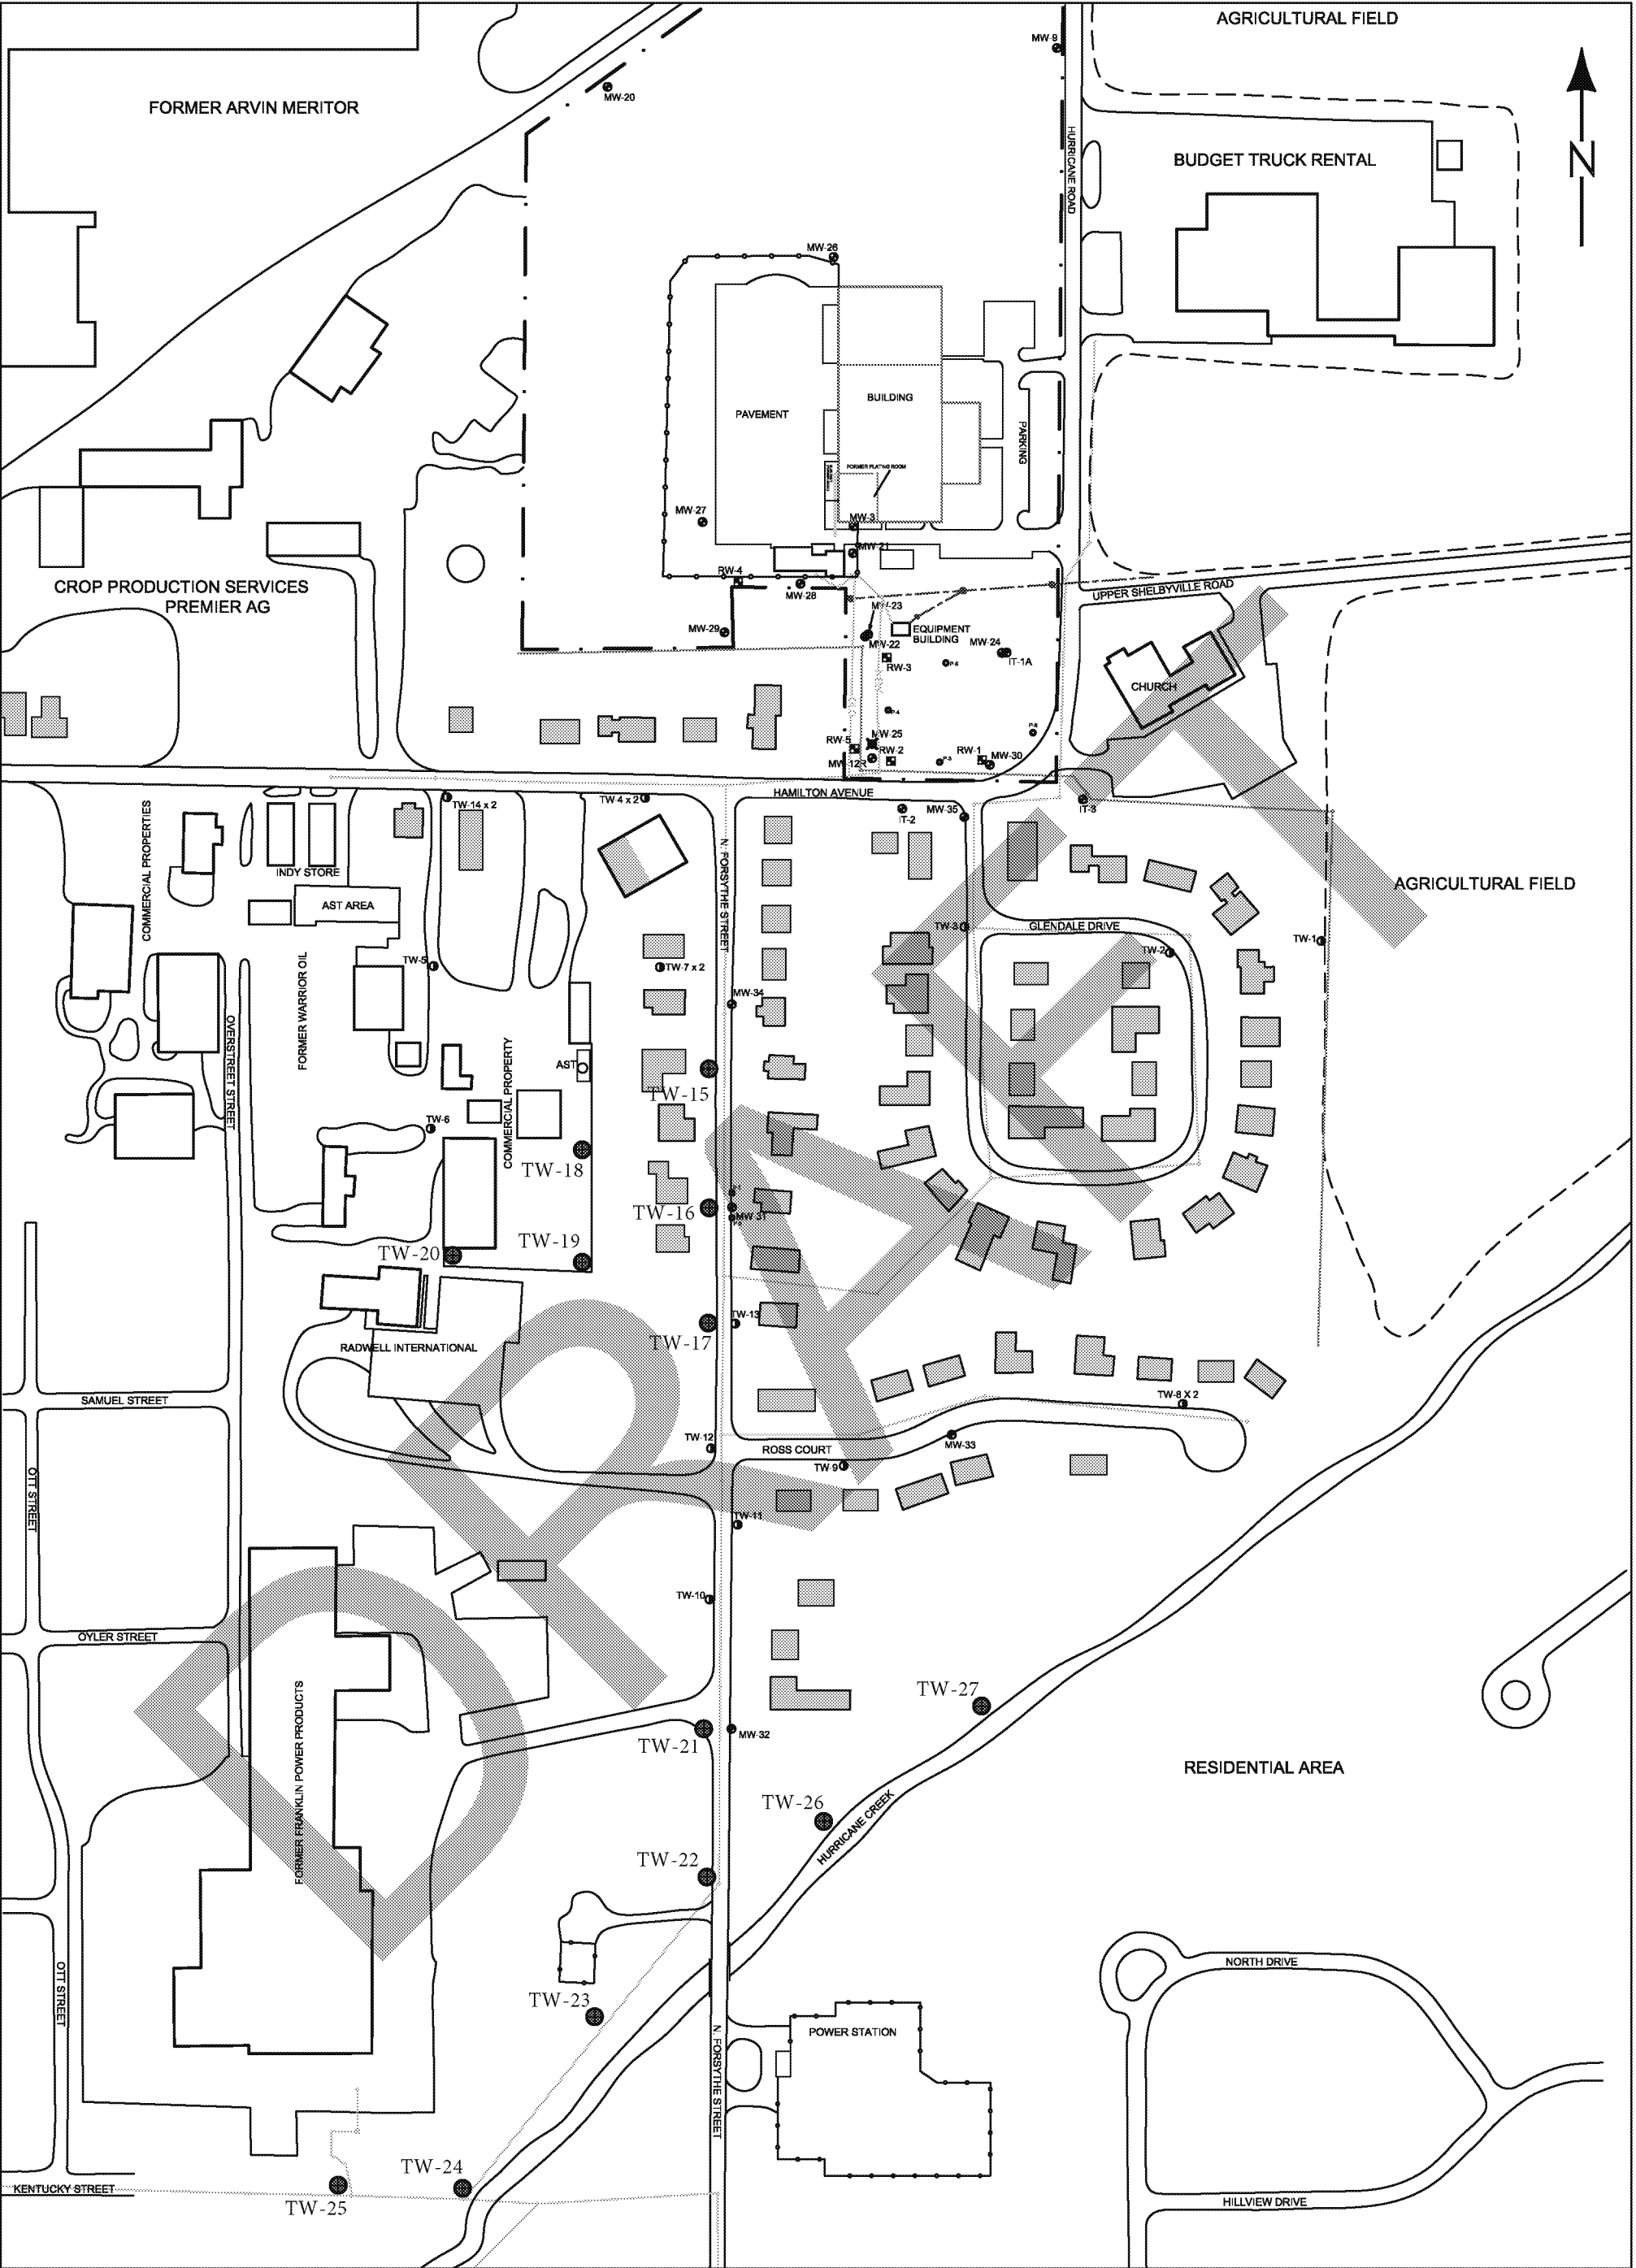 AGRICULTURAL FIELD
MW-9
MW-20
FORMER ARVIN MERITOR
HURRICANE ROAD
BUDGET TRUCK RENTAL
N
MW-26
BUILDING
PAVEMENT
PARKING
FORMER PLATING ROOM
MW-27
MW-3
MW-21
RW-4
MW-28
CROP PRODUCTION SERVICES
PREMIER AG
UPPER SHELBYVILLE ROAD
MW-23
MW-29
EQUIPMENT
BUILDING
MW-22
MW-24
RW-3
P-5
IT-1A
CHURCH
P-4
MW-25
RW-5
RW-2
RW-1
MW-30
MW-12R
P-3
HAMILTON AVENUE
TW-14 x 2
TW-4 x 2
IT-2
MW-35
IT-3
COMMERCIAL PROPERTIES
INDY STORE
AST AREA
N. FORSYTHE STREET
AGRICULTURAL FIELD
TW-3
GLENDALE DRIVE
TW-2
TW-1
FORMER WARRIOR OIL
TW-5
TW-7 x 2
MW-34
OVERSTREET STREET
COMMERCIAL PROPERTY
AST
TW-15
TW-6
TW-18
TW-16
MW-31
TW-20
TW-19
TW-13
TW-17
RADWELL INTERNATIONAL
SAMUEL STREET
TW-8 X 2
TW-12
ROSS COURT
MW-33
TW-9
OTT STREET
TW-11
TW-10
OYLER STREET
FORMER FRANKLIN POWER PRODUCTS
TW-27
TW-21
MW-32
RESIDENTIAL AREA
TW-26
HURRICANE CREEK
TW-22
OTT STREET
NORTH DRIVE
TW-23
POWER STATION
N. FORSYTHE STREET
TW-24
KENTUCKY STREET
TW-25
HILLVIEW DRIVE
DRAFT